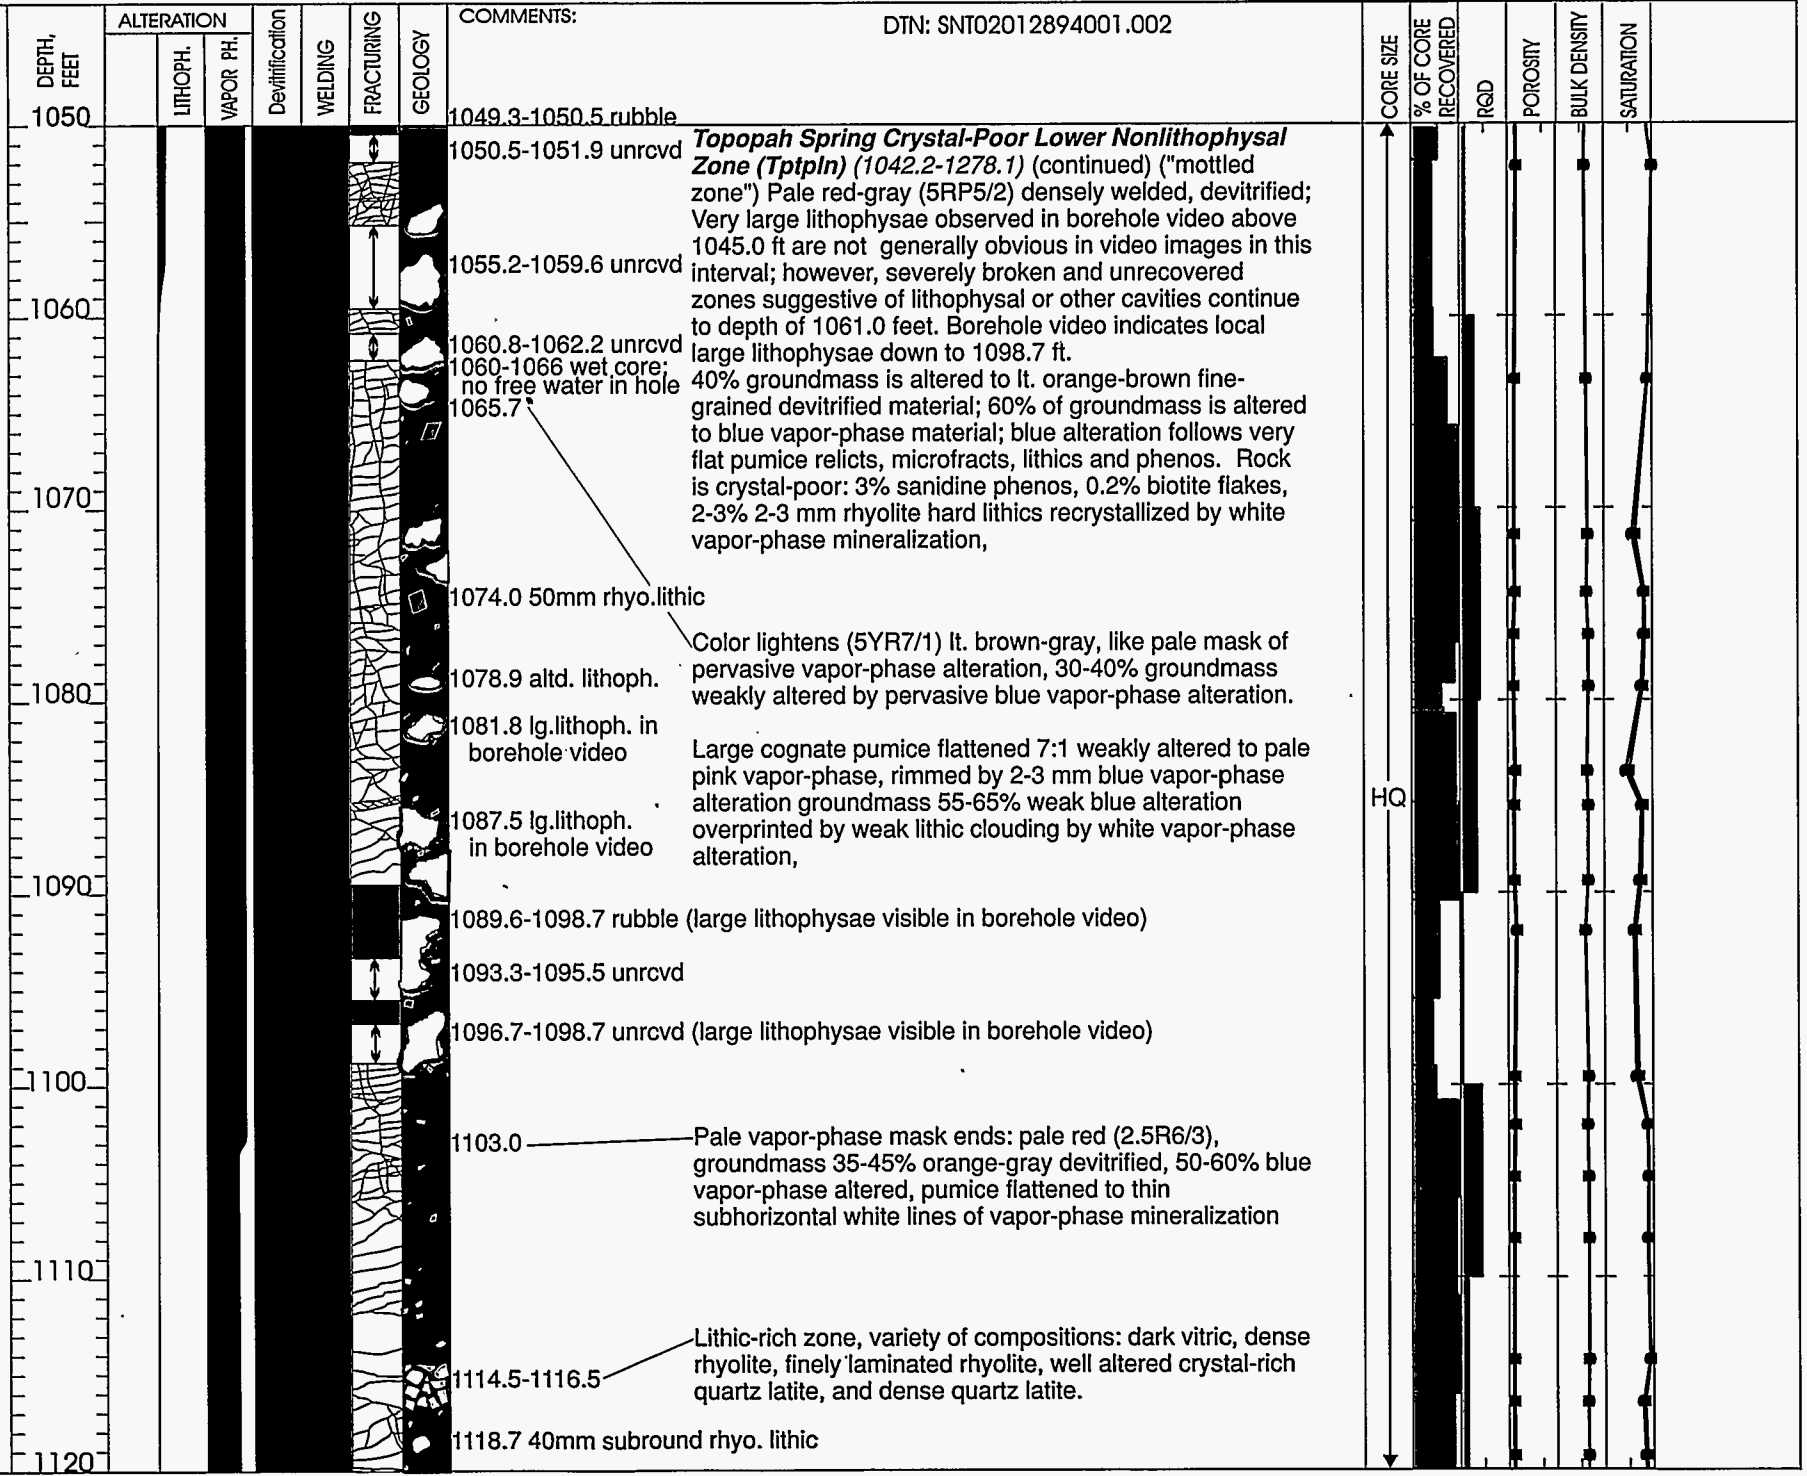 DEPTH, FEET
ALTERATION
LITHOPH.
VAPOR PH.
Devitrification
WELDING
FRACTURING
GEOLOGY
COMMENTS:
DTN: SNT02012894001.002
CORE SIZE
% OF CORE RECOVERED
RQD
POROSITY
BULK DENSITY
SATURATION
1050
1060
1070
1080
1090
1100
1110
1120
1049.3-1050.5 rubble
1050.5-1051.9 unrcvd
1055.2-1059.6 unrcvd
1060.8-1062.2 unrcvd
1060-1066 wet core;
no free water in hole
1065.7
1074.0 50mm rhyo.lithic
1078.9 altd. lithoph.
1081.8 lg.lithoph. in
borehole video
1087.5 lg.lithoph.
in borehole video
1089.6-1098.7 rubble (large lithophysae visible in borehole video)
1093.3-1095.5 unrcvd
1096.7-1098.7 unrcvd (large lithophysae visible in borehole video)
1103.0
1114.5-1116.5
1118.7 40mm subround rhyo. lithic
Topopah Spring Crystal-Poor Lower Nonlithophysal
Zone (Tptpln) (1042.2-1278.1) (continued) ("mottled
zone") Pale red-gray (5RP5/2) densely welded, devitrified;
Very large lithophysae observed in borehole video above
1045.0 ft are not generally obvious in video images in this
interval; however, severely broken and unrecovered
zones suggestive of lithophysal or other cavities continue
to depth of 1061.0 feet. Borehole video indicates local
large lithophysae down to 1098.7 ft.
40% groundmass is altered to lt. orange-brown fine-
grained devitrified material; 60% of groundmass is altered
to blue vapor-phase material; blue alteration follows very
flat pumice relicts, microfracts, lithics and phenos. Rock
is crystal-poor: 3% sanidine phenos, 0.2% biotite flakes,
2-3% 2-3 mm rhyolite hard lithics recrystallized by white
vapor-phase mineralization,
Color lightens (5YR7/1) lt. brown-gray, like pale mask of
pervasive vapor-phase alteration, 30-40% groundmass
weakly altered by pervasive blue vapor-phase alteration.
Large cognate pumice flattened 7:1 weakly altered to pale
pink vapor-phase, rimmed by 2-3 mm blue vapor-phase
alteration groundmass 55-65% weak blue alteration
overprinted by weak lithic clouding by white vapor-phase
alteration,
Pale vapor-phase mask ends: pale red (2.5R6/3),
groundmass 35-45% orange-gray devitrified, 50-60% blue
vapor-phase altered, pumice flattened to thin
subhorizontal white lines of vapor-phase mineralization
Lithic-rich zone, variety of compositions: dark vitric, dense
rhyolite, finely laminated rhyolite, well altered crystal-rich
quartz latite, and dense quartz latite.
HQ